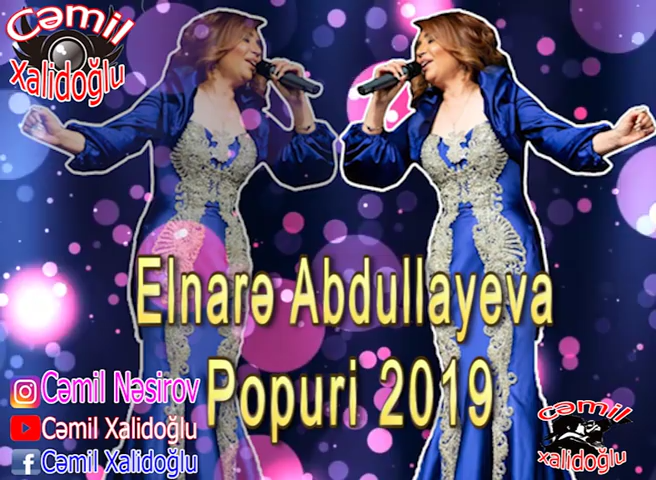 Cəmil
Xalidoğlu
Elnarə Abdullayeva
Popuri 2019
Cəmil Nəsirov
Cəmil Xalidoğlu
Cəmil Xalidoğlu
cəmil
xalidoğlu